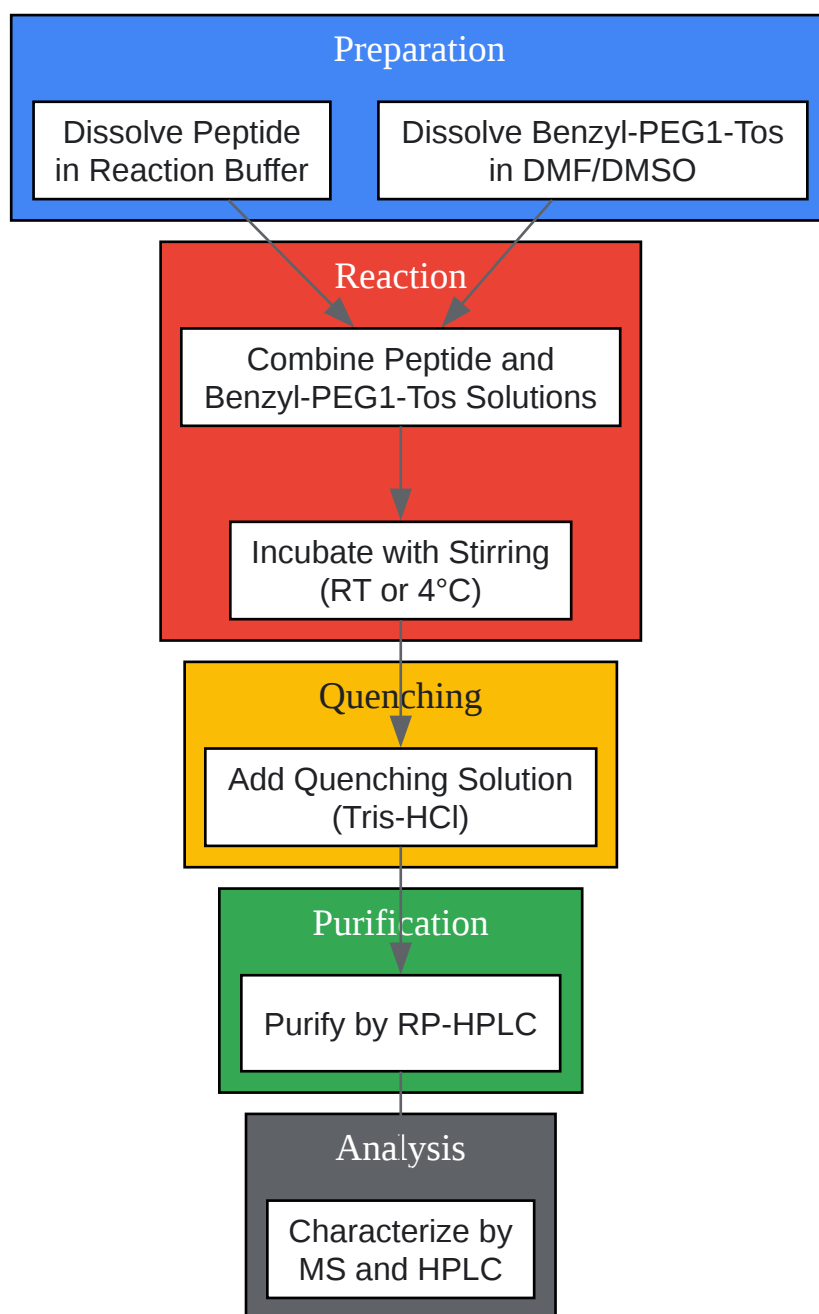 Preparation
Dissolve Peptide
in Reaction Buffer
Dissolve Benzyl-PEG1-Tos
in DMF/DMSO
Reaction
Combine Peptide and
Benzyl-PEG1-Tos Solutions
Incubate with Stirring
(RT or 4°C)
Quenching
Add Quenching Solution
(Tris-HCl)
Purification
Purify by RP-HPLC
Analysis
Characterize by
MS and HPLC